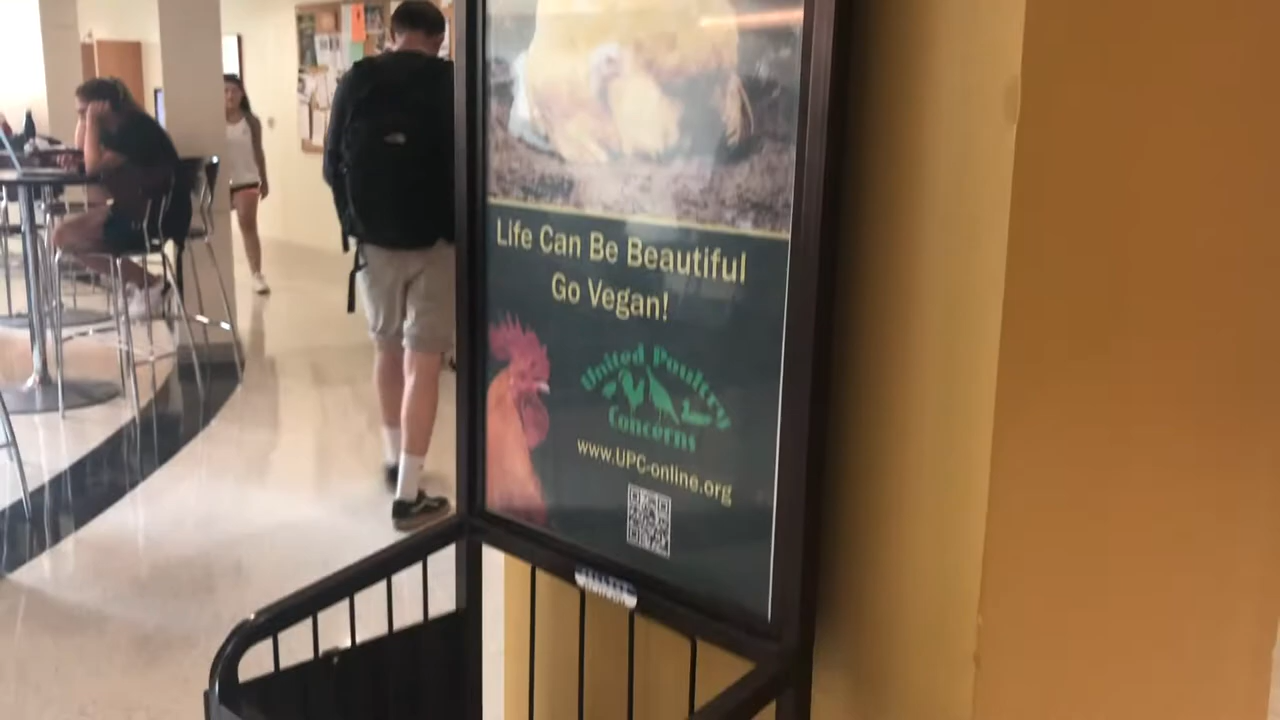 Life Can Be Beautiful
Go Vegan!
United Poultry
Concerns
www.UPC-online.org